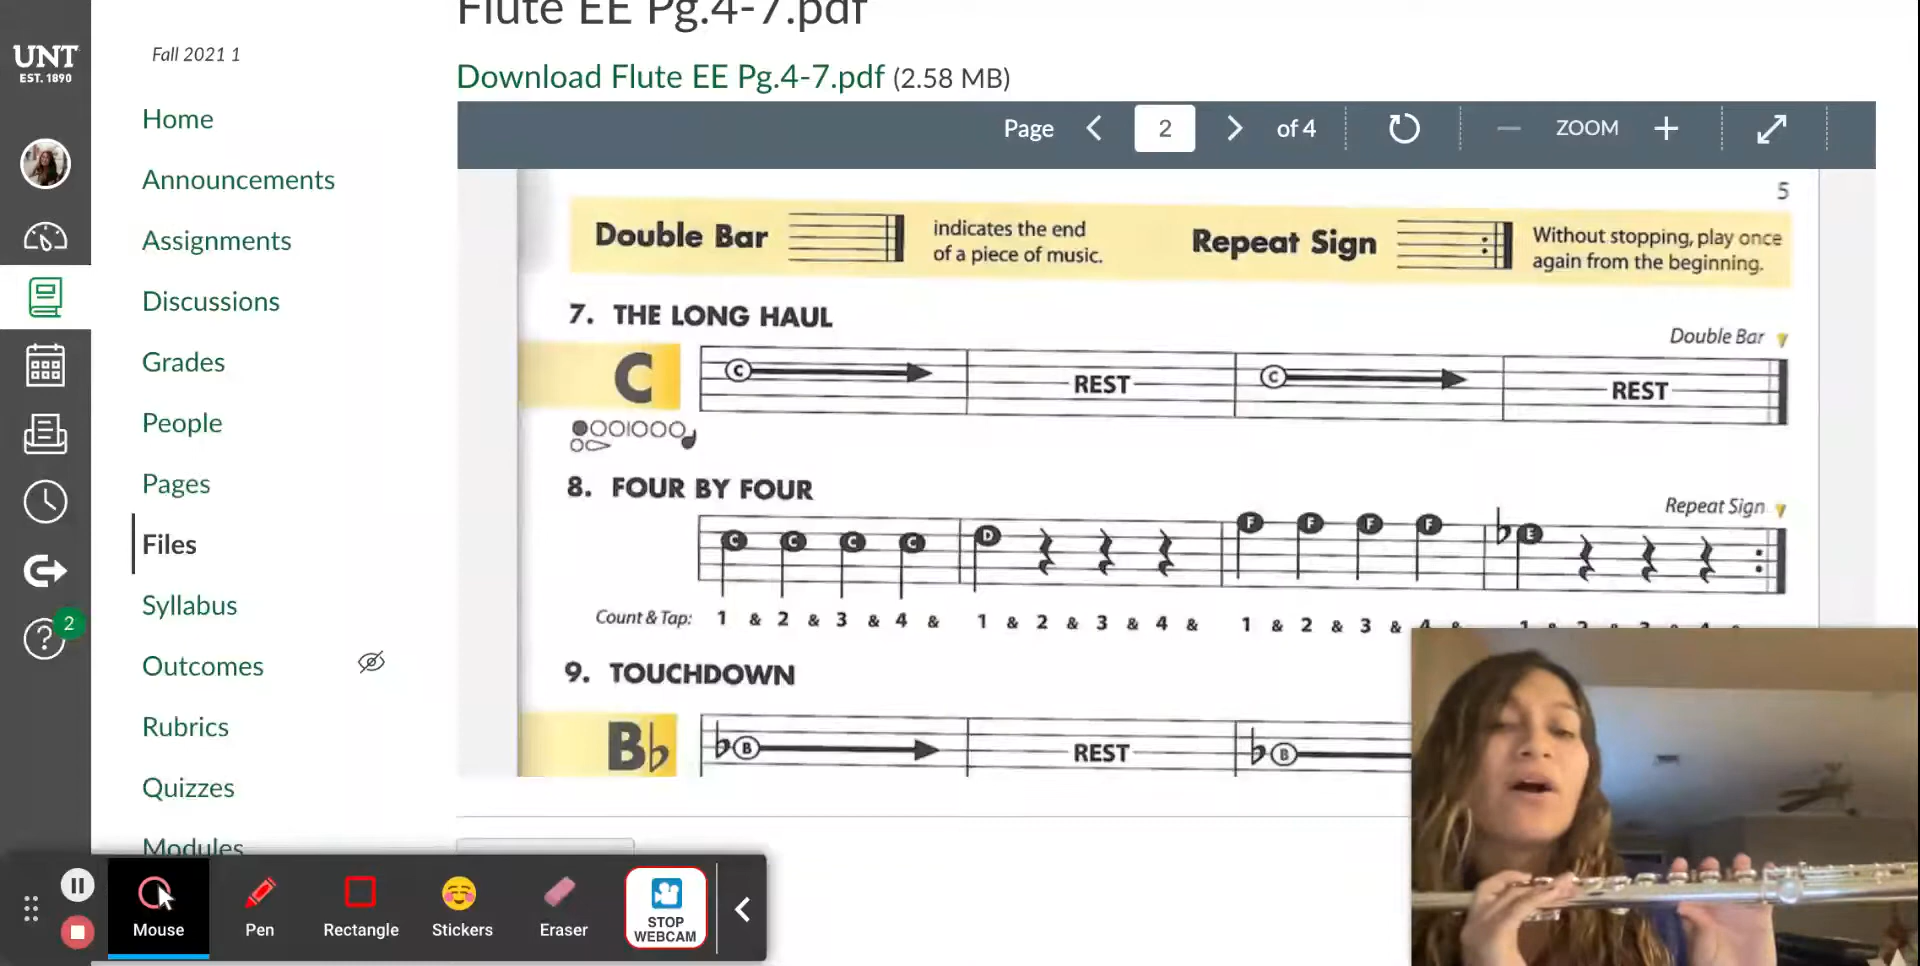 Flute EE Pg.4-7.pdf
UNT
EST. 1890
Fall 2021 1
Home
Announcements
Assignments
Discussions
Grades
People
Pages
Files
Syllabus
Outcomes
Rubrics
Quizzes
Modules
2
Download Flute EE Pg.4-7.pdf (2.58 MB)
Page 2 of 4 ZOOM
5
Double Bar indicates the end
of a piece of music.
Repeat Sign Without stopping, play once
again from the beginning.
7. THE LONG HAUL
Double Bar
C C REST C REST
8. FOUR BY FOUR
Repeat Sign
C C C C D F F F F ♭ E
Count & Tap: 1 & 2 & 3 & 4 & 1 & 2 & 3 & 4 & 1 & 2 & 3 & 4 & 1 & 2 & 3 & 4 &
9. TOUCHDOWN
B♭ ♭ B REST ♭ B
Mouse
Pen
Rectangle
Stickers
Eraser
STOP
WEBCAM